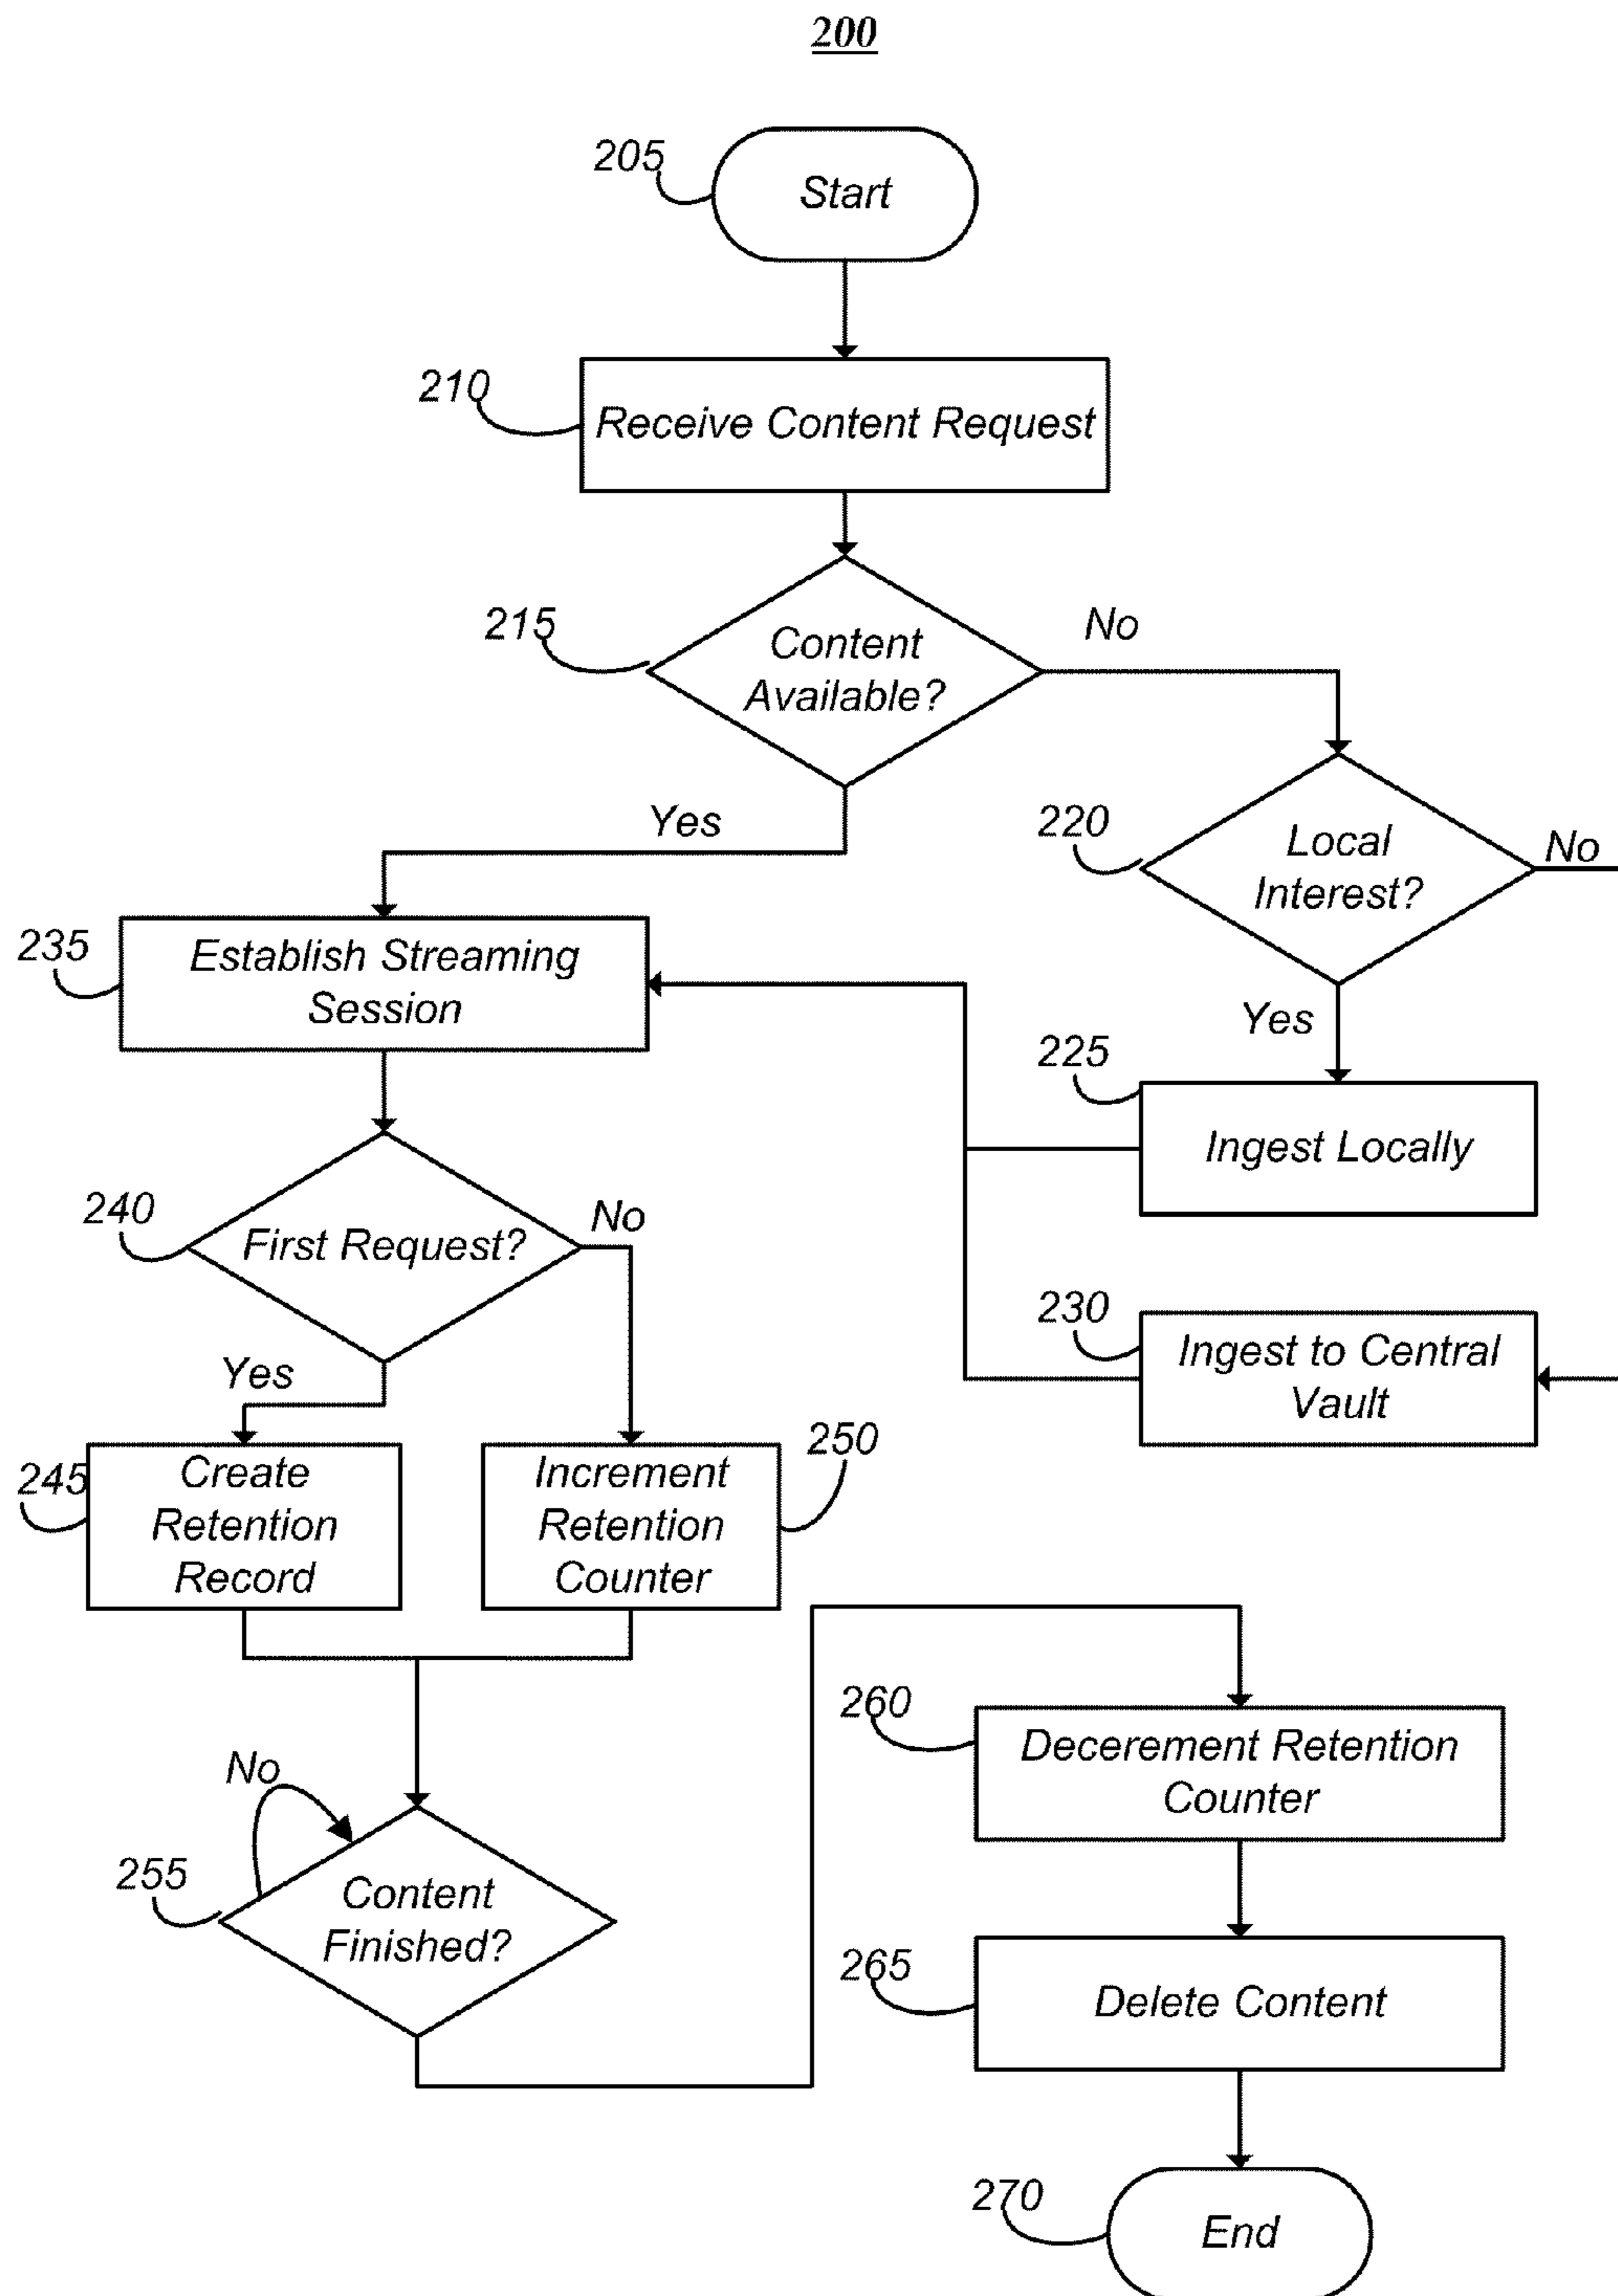 200
205
Start
210
Receive Content Request
215
Content
Available?
No
Yes
220
Local
Interest?
No
Yes
235
Establish Streaming
Session
225
Ingest Locally
240
First Request?
No
Yes
230
Ingest to Central
Vault
245
Create
Retention
Record
250
Increment
Retention
Counter
No
255
Content
Finished?
260
Decerement Retention
Counter
265
Delete Content
270
End